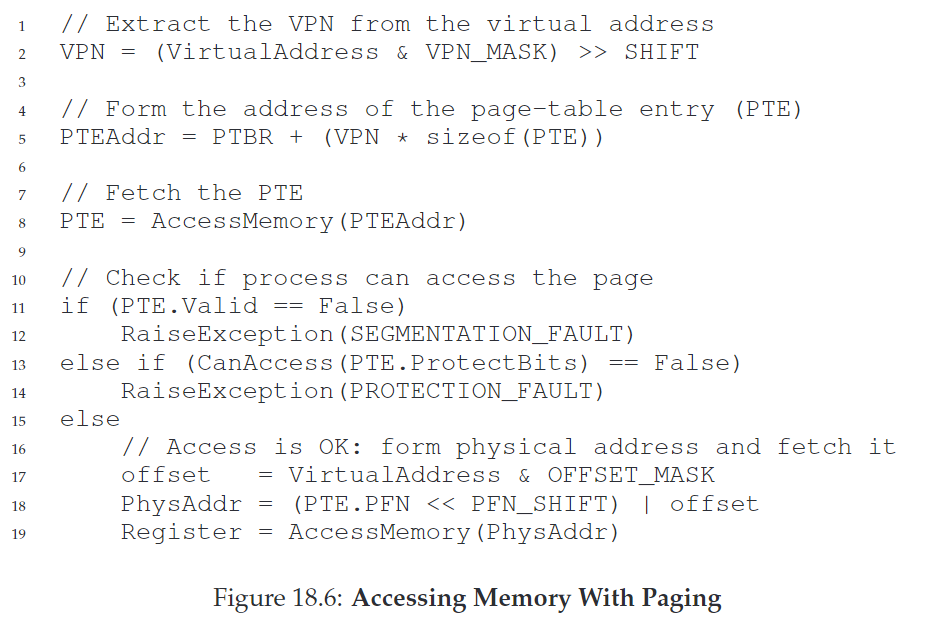 1 // Extract the VPN from the virtual address
2 VPN = (VirtualAddress & VPN_MASK) >> SHIFT
3
4 // Form the address of the page-table entry (PTE)
5 PTEAddr = PTBR + (VPN * sizeof(PTE))
6
7 // Fetch the PTE
8 PTE = AccessMemory(PTEAddr)
9
10 // Check if process can access the page
11 if (PTE.Valid == False)
12     RaiseException(SEGMENTATION_FAULT)
13 else if (CanAccess(PTE.ProtectBits) == False)
14     RaiseException(PROTECTION_FAULT)
15 else
16     // Access is OK: form physical address and fetch it
17     offset   = VirtualAddress & OFFSET_MASK
18     PhysAddr = (PTE.PFN << PFN_SHIFT) | offset
19     Register = AccessMemory(PhysAddr)
Figure 18.6: Accessing Memory With Paging